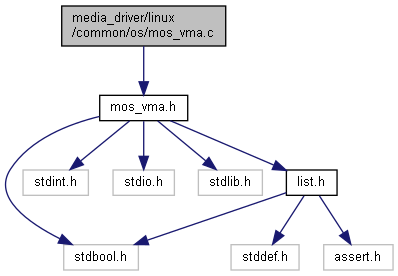 media_driver/linux
/common/os/mos_vma.c
mos_vma.h
stdint.h
stdio.h
stdlib.h
list.h
stdbool.h
stddef.h
assert.h